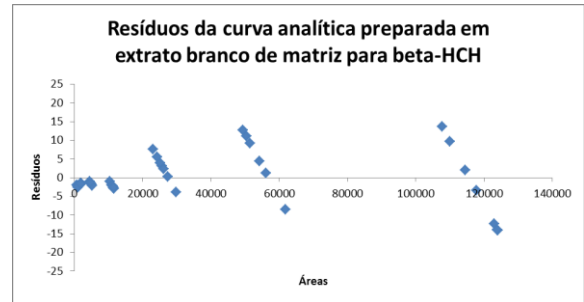 Resíduos da curva analítica preparada em
extrato branco de matriz para beta-HCH
Resíduos
25
20
15
10
5
0
-5
-10
-15
-20
-25
0 20000 40000 60000 80000 100000 120000 140000
Áreas